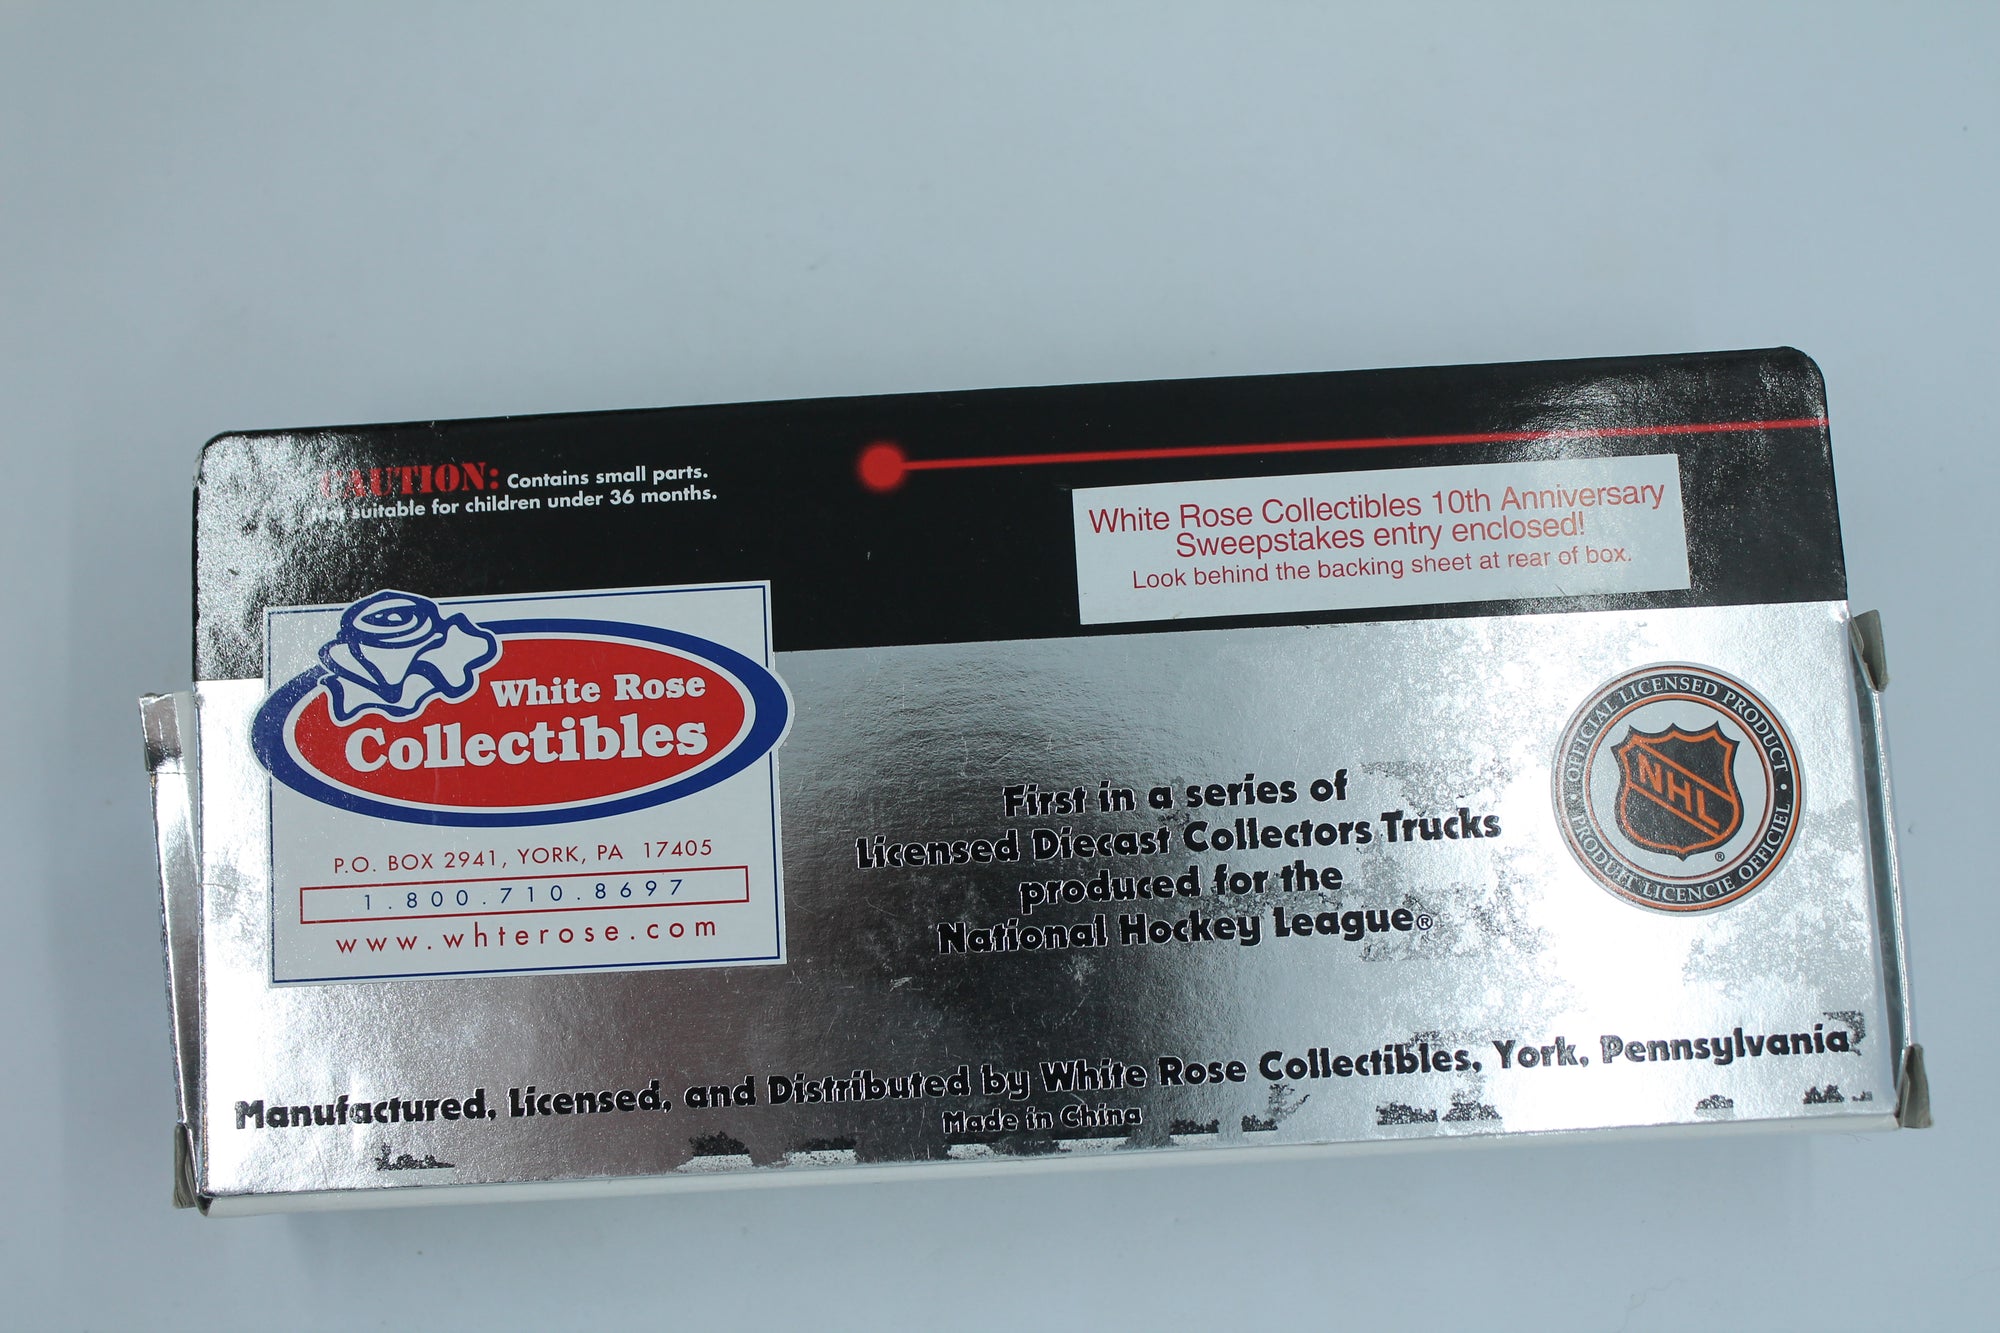 CAUTION: Contains small parts.
Not suitable for children under 36 months.
White Rose Collectibles 10th Anniversary
Sweepstakes entry enclosed!
Look behind the backing sheet at rear of box.
White Rose
Collectibles
P.O. BOX 2941, YORK, PA 17405
1.800.710.8697
www.whterose.com
First in a series of
Licensed Diecast Collectors Trucks
produced for the
National Hockey League®
OFFICIAL LICENSED PRODUCT •
NHL
®
PRODUIT LICENCIE OFFICIEL •
Manufactured, Licensed, and Distributed by White Rose Collectibles, York, Pennsylvania
Made in China